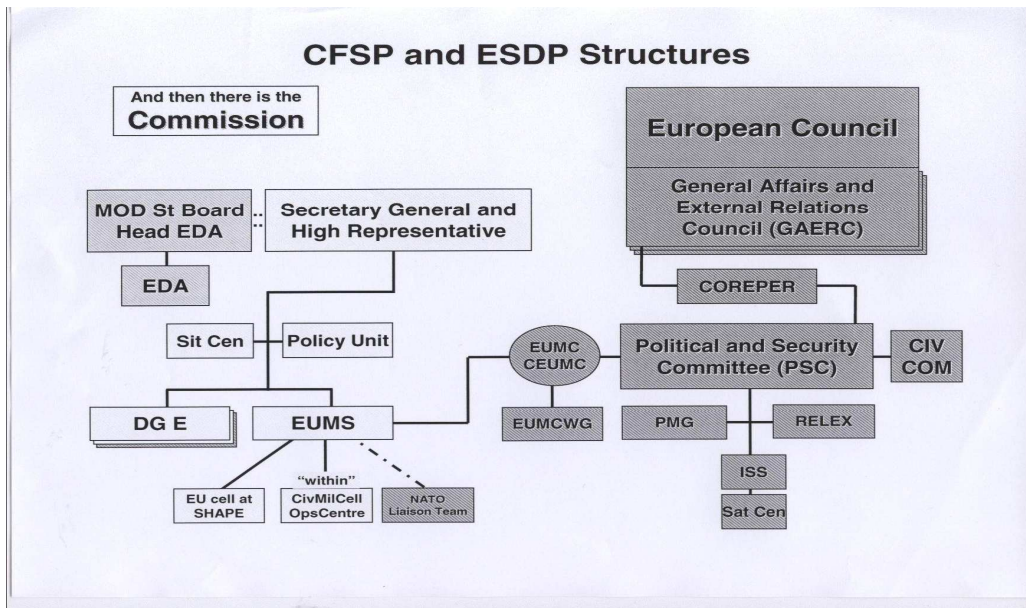 CFSP and ESDP Structures
And then there is the
Commission
European Council
General Affairs and
External Relations
Council (GAERC)
MOD St Board
Head EDA
Secretary General and
High Representative
EDA
COREPER
Sit Cen
Policy Unit
EUMC
CEUMC
Political and Security
Committee (PSC)
CIV
COM
DG E
EUMS
EUMCWG
PMG
RELEX
"within"
EU cell at
SHAPE
CivMilCell
OpsCentre
NATO
Liaison Team
ISS
Sat Cen